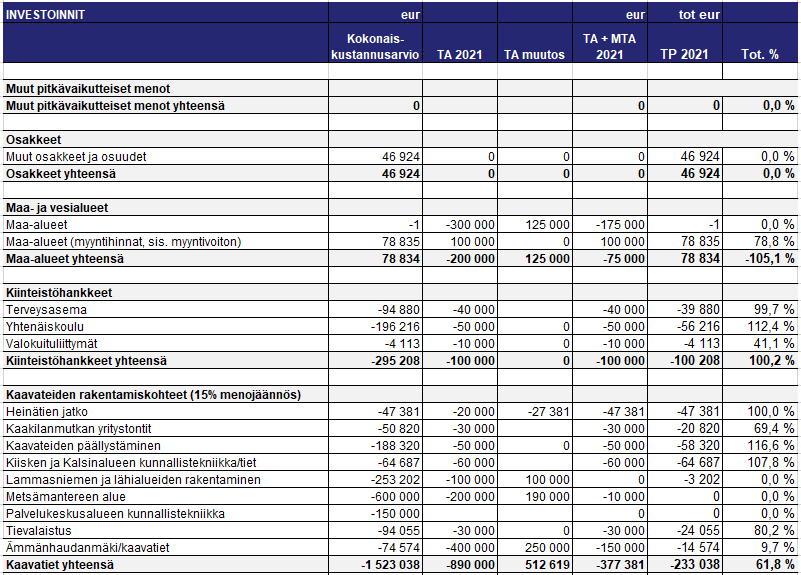 INVESTOINNIT eur eur tot eur
Kokonais-kustannusarvio TA 2021 TA muutos TA + MTA 2021 TP 2021 Tot. %
Muut pitkävaikutteiset menot
Muut pitkävaikutteiset menot yhteensä 0 0 0 0,0 %
Osakkeet
Muut osakkeet ja osuudet 46 924 0 0 0 46 924 0,0 %
Osakkeet yhteensä 46 924 0 0 0 46 924 0,0 %
Maa- ja vesialueet
Maa-alueet -1 -300 000 125 000 -175 000 -1 0,0 %
Maa-alueet (myyntihinnat, sis. myyntivoiton) 78 835 100 000 0 100 000 78 835 78,8 %
Maa-alueet yhteensä 78 834 -200 000 125 000 -75 000 78 834 -105,1 %
Kiinteistöhankkeet
Terveysasema -94 880 -40 000 -40 000 -39 880 99,7 %
Yhtenäiskoulu -196 216 -50 000 0 -50 000 -56 216 112,4 %
Valokuituliittymät -4 113 -10 000 0 -10 000 -4 113 41,1 %
Kiinteistöhankkeet yhteensä -295 208 -100 000 0 -100 000 -100 208 100,2 %
Kaavateiden rakentamiskohteet (15% menojäännös)
Heinätien jatko -47 381 -20 000 -27 381 -47 381 -47 381 100,0 %
Kaakilanmutkan yritystontit -50 820 -30 000 -30 000 -20 820 69,4 %
Kaavateiden päällystäminen -188 320 -50 000 0 -50 000 -58 320 116,6 %
Kiisken ja Kalsinalueen kunnallistekniikka/tiet -64 687 -60 000 -60 000 -64 687 107,8 %
Lammasniemen ja lähialueiden rakentaminen -253 202 -100 000 100 000 0 -3 202 0,0 %
Metsämantereen alue -600 000 -200 000 190 000 -10 000 0 0,0 %
Palvelukeskusalueen kunnallistekniikka -150 000 0 0 0,0 %
Tievalaistus -94 055 -30 000 0 -30 000 -24 055 80,2 %
Ämmänhaudanmäki/kaavatiet -74 574 -400 000 250 000 -150 000 -14 574 9,7 %
Kaavatiet yhteensä -1 523 038 -890 000 512 619 -377 381 -233 038 61,8 %